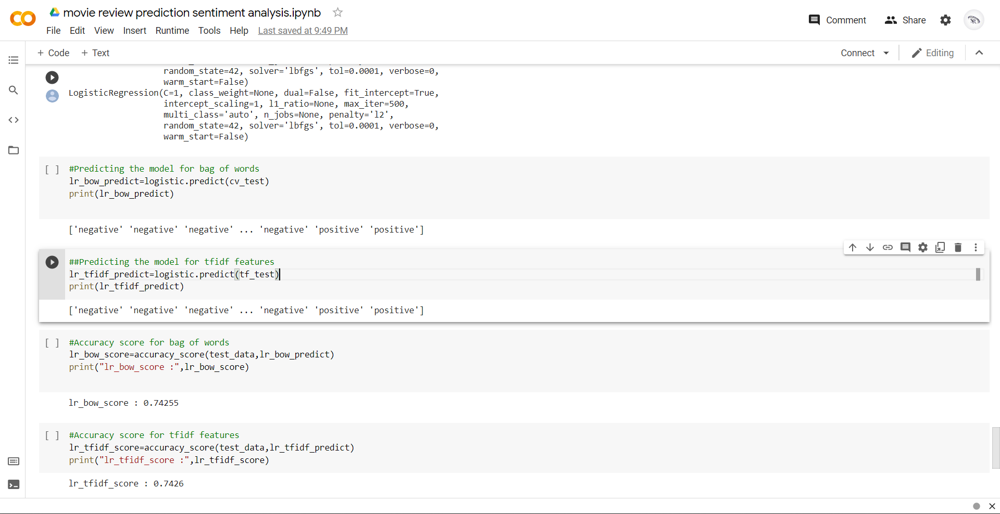 movie review prediction sentiment analysis.ipynb
File Edit View Insert Runtime Tools Help Last saved at 9:49 PM
Comment Share
+ Code + Text
Connect Editing
random_state=42, solver='lbfgs', tol=0.0001, verbose=0,
warm_start=False)
LogisticRegression(C=1, class_weight=None, dual=False, fit_intercept=True,
intercept_scaling=1, l1_ratio=None, max_iter=500,
multi_class='auto', n_jobs=None, penalty='l2',
random_state=42, solver='lbfgs', tol=0.0001, verbose=0,
warm_start=False)
[ ] #Predicting the model for bag of words
lr_bow_predict=logistic.predict(cv_test)
print(lr_bow_predict)
['negative' 'negative' 'negative' ... 'negative' 'positive' 'positive']
##Predicting the model for tfidf features
lr_tfidf_predict=logistic.predict(tf_test)
print(lr_tfidf_predict)
['negative' 'negative' 'negative' ... 'negative' 'positive' 'positive']
[ ] #Accuracy score for bag of words
lr_bow_score=accuracy_score(test_data,lr_bow_predict)
print("lr_bow_score :",lr_bow_score)
lr_bow_score : 0.74255
[ ] #Accuracy score for tfidf features
lr_tfidf_score=accuracy_score(test_data,lr_tfidf_predict)
print("lr_tfidf_score :",lr_tfidf_score)
lr_tfidf_score : 0.7426